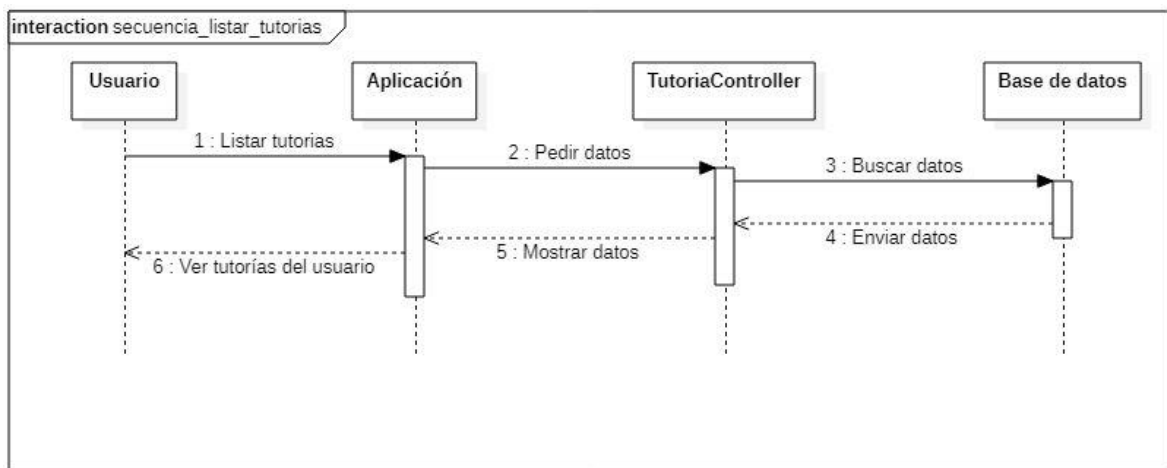 interaction secuencia_listar_tutorias
Usuario
Aplicación
TutoriaController
Base de datos
1 : Listar tutorias
2 : Pedir datos
3 : Buscar datos
4 : Enviar datos
5 : Mostrar datos
6 : Ver tutorías del usuario